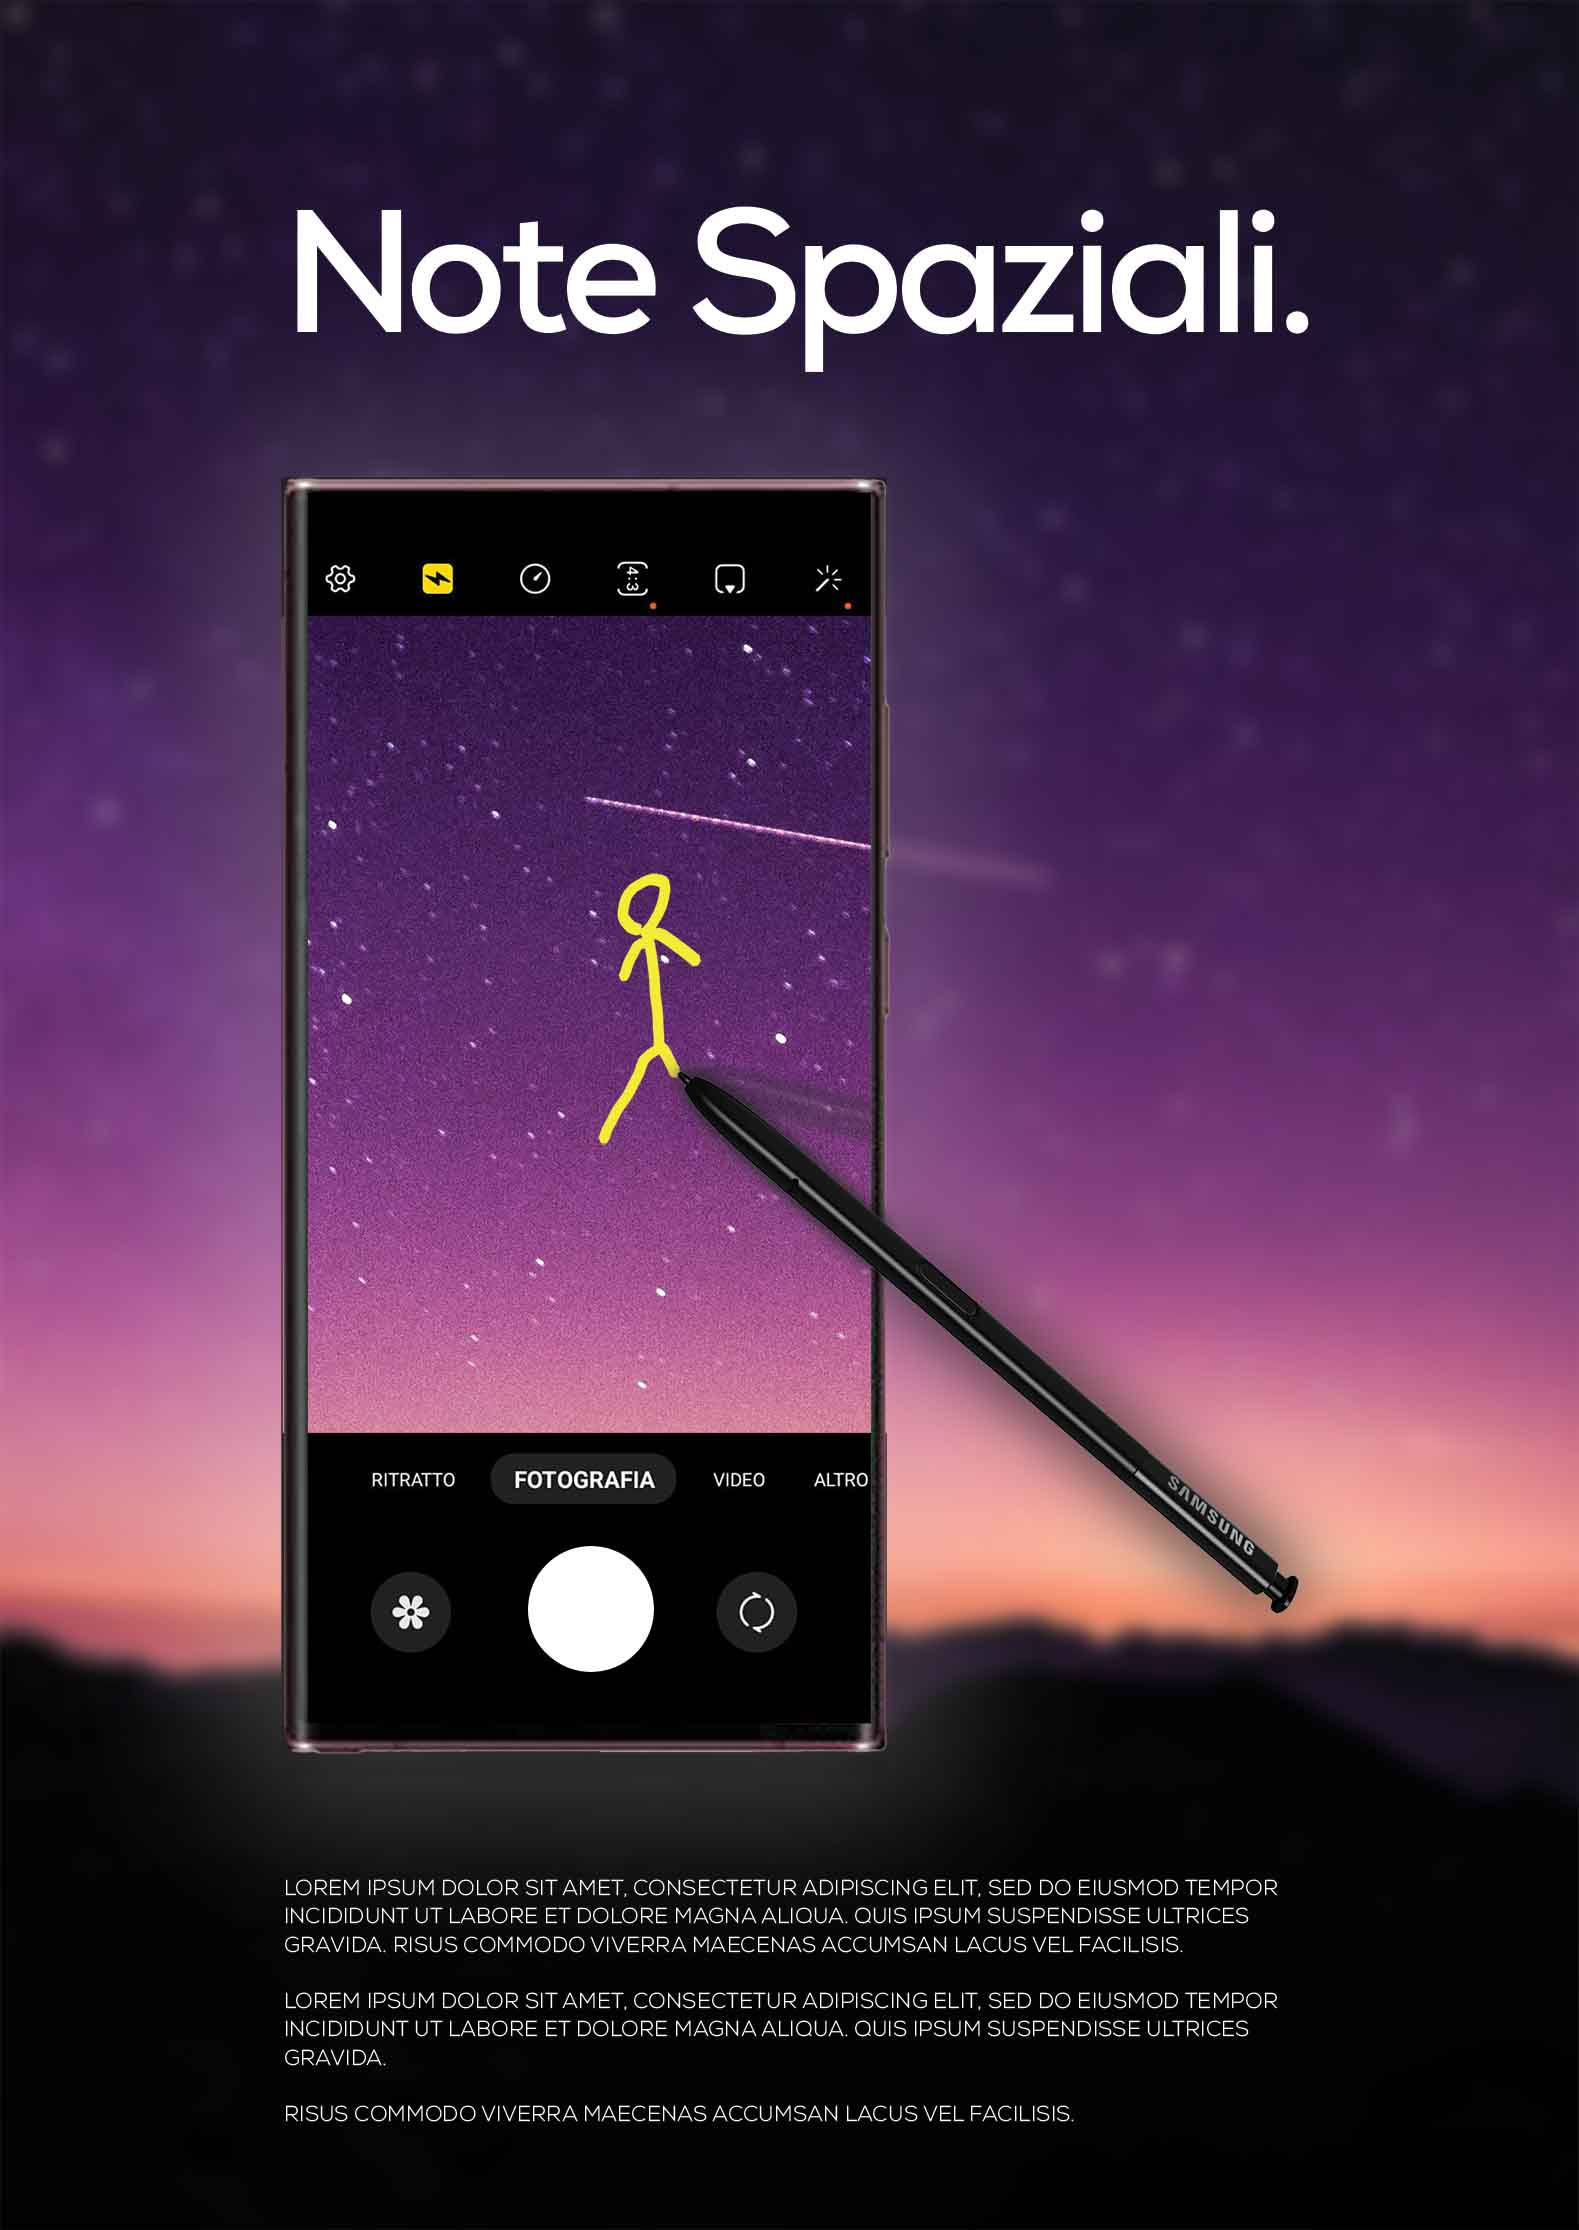 Note Spaziali.
4:3
RITRATTO FOTOGRAFIA VIDEO ALTRO
SAMSUNG
LOREM IPSUM DOLOR SIT AMET, CONSECTETUR ADIPISCING ELIT, SED DO EIUSMOD TEMPOR
INCIDIDUNT UT LABORE ET DOLORE MAGNA ALIQUA. QUIS IPSUM SUSPENDISSE ULTRICES
GRAVIDA. RISUS COMMODO VIVERRA MAECENAS ACCUMSAN LACUS VEL FACILISIS.
LOREM IPSUM DOLOR SIT AMET, CONSECTETUR ADIPISCING ELIT, SED DO EIUSMOD TEMPOR
INCIDIDUNT UT LABORE ET DOLORE MAGNA ALIQUA. QUIS IPSUM SUSPENDISSE ULTRICES
GRAVIDA.
RISUS COMMODO VIVERRA MAECENAS ACCUMSAN LACUS VEL FACILISIS.